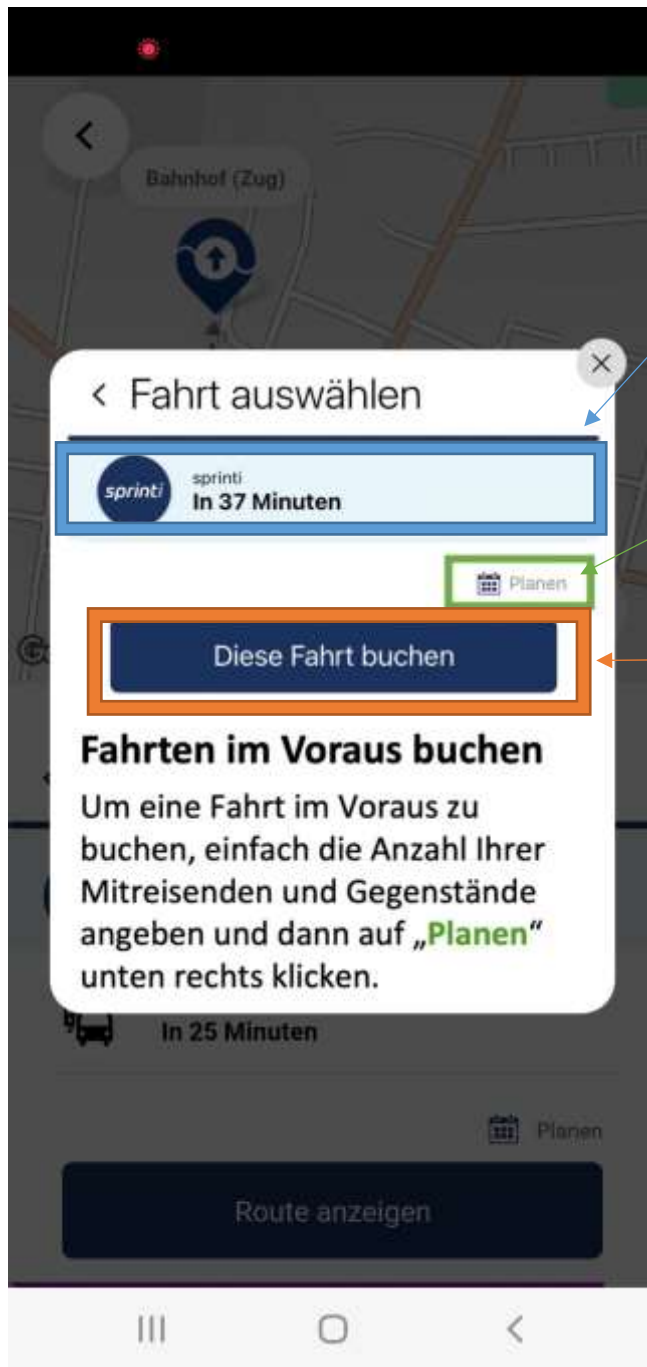 Bahnhof (Zug)
Fahrt auswählen
sprinti
sprinti
In 37 Minuten
Planen
Diese Fahrt buchen
Fahrten im Voraus buchen
Um eine Fahrt im Voraus zu
buchen, einfach die Anzahl Ihrer
Mitreisenden und Gegenstände
angeben und dann auf „Planen“
unten rechts klicken.
In 25 Minuten
Planen
Route anzeigen